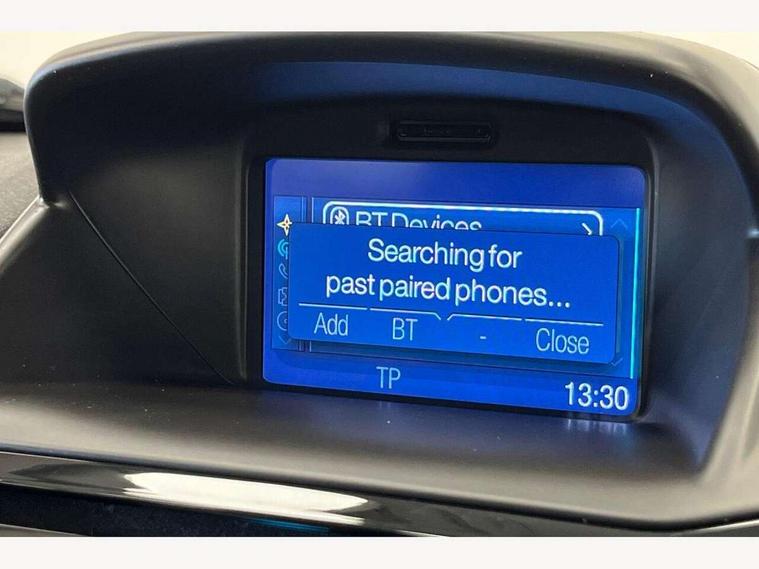 BT Devices
Searching for
past paired phones...
Add BT - Close
TP
13:30